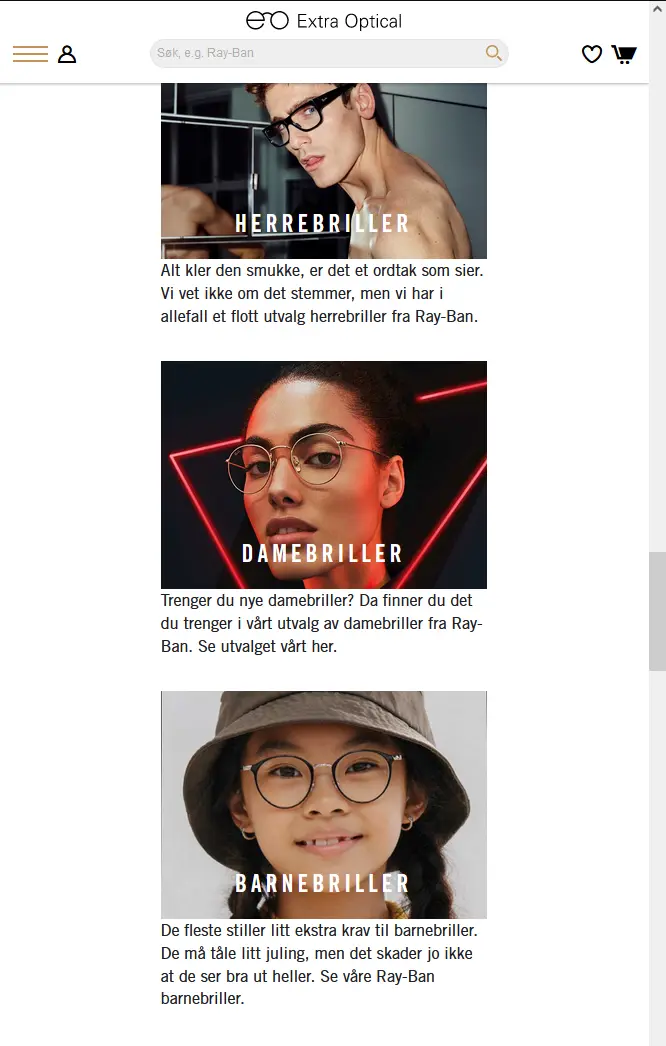 Extra Optical
Søk, e.g. Ray-Ban
HERREBRILLER
Alt kler den smukke, er det et ordtak som sier.
Vi vet ikke om det stemmer, men vi har i
allefall et flott utvalg herrebriller fra Ray-Ban.
DAMEBRILLER
Trenger du nye damebriller? Da finner du det
du trenger i vårt utvalg av damebriller fra Ray-
Ban. Se utvalget vårt her.
BARNEBRILLER
De fleste stiller litt ekstra krav til barnebriller.
De må tåle litt juling, men det skader jo ikke
at de ser bra ut heller. Se våre Ray-Ban
barnebriller.